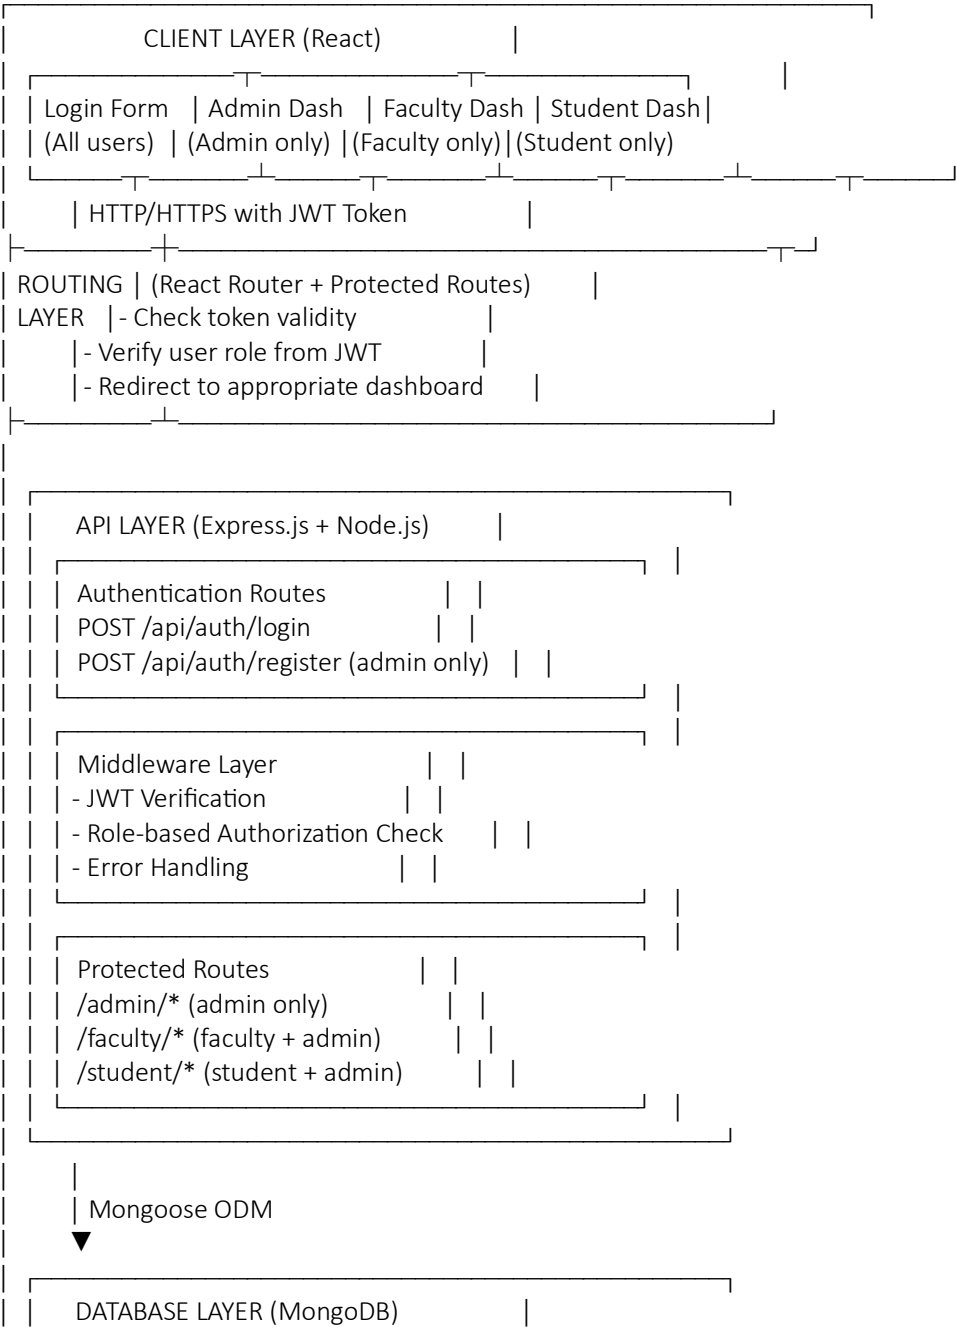 CLIENT LAYER (React)
Login Form | Admin Dash | Faculty Dash | Student Dash|
(All users) | (Admin only) |(Faculty only)|(Student only)
HTTP/HTTPS with JWT Token
ROUTING | (React Router + Protected Routes)
LAYER |- Check token validity
|- Verify user role from JWT
|- Redirect to appropriate dashboard
API LAYER (Express.js + Node.js)
Authentication Routes
POST /api/auth/login
POST /api/auth/register (admin only)
Middleware Layer
- JWT Verification
- Role-based Authorization Check
- Error Handling
Protected Routes
/admin/* (admin only)
/faculty/* (faculty + admin)
/student/* (student + admin)
Mongoose ODM
▼
DATABASE LAYER (MongoDB)